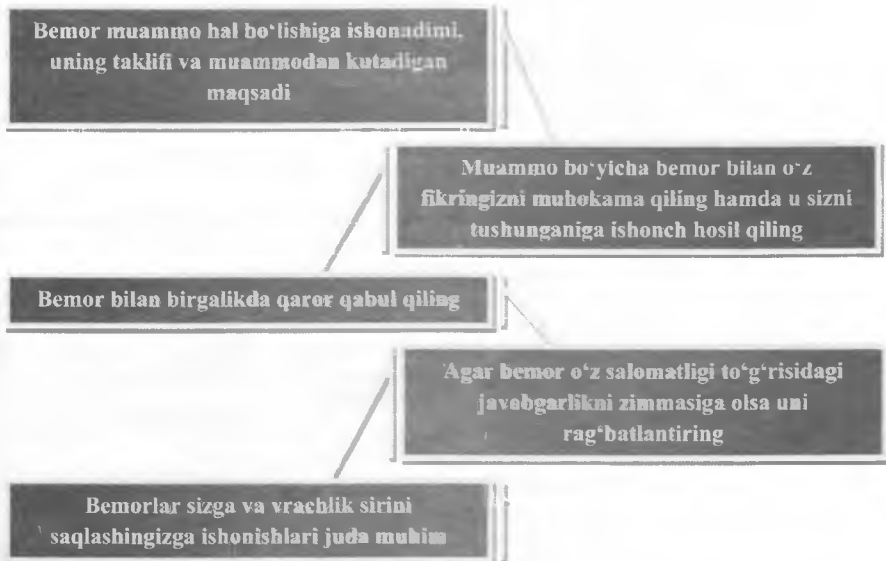 Bemor muammo hal bo‘lishiga ishonadimi,
uning taklifi va muammodan kutadigan
maqsadi
Muammo bo‘yicha bemor bilan o‘z
fikringizni muhokama qiling hamda u sizni
tushunganiga ishonch hosil qiling
Bemor bilan birgalikda qaror qabul qiling
Agar bemor o‘z salomatligi to‘g‘risidagi
javobgarlikni zimmasiga olsa uni
rag‘batlantiring
Bemorlar sizga va vrachlik sirini
saqlashingizga ishonishlari juda muhim